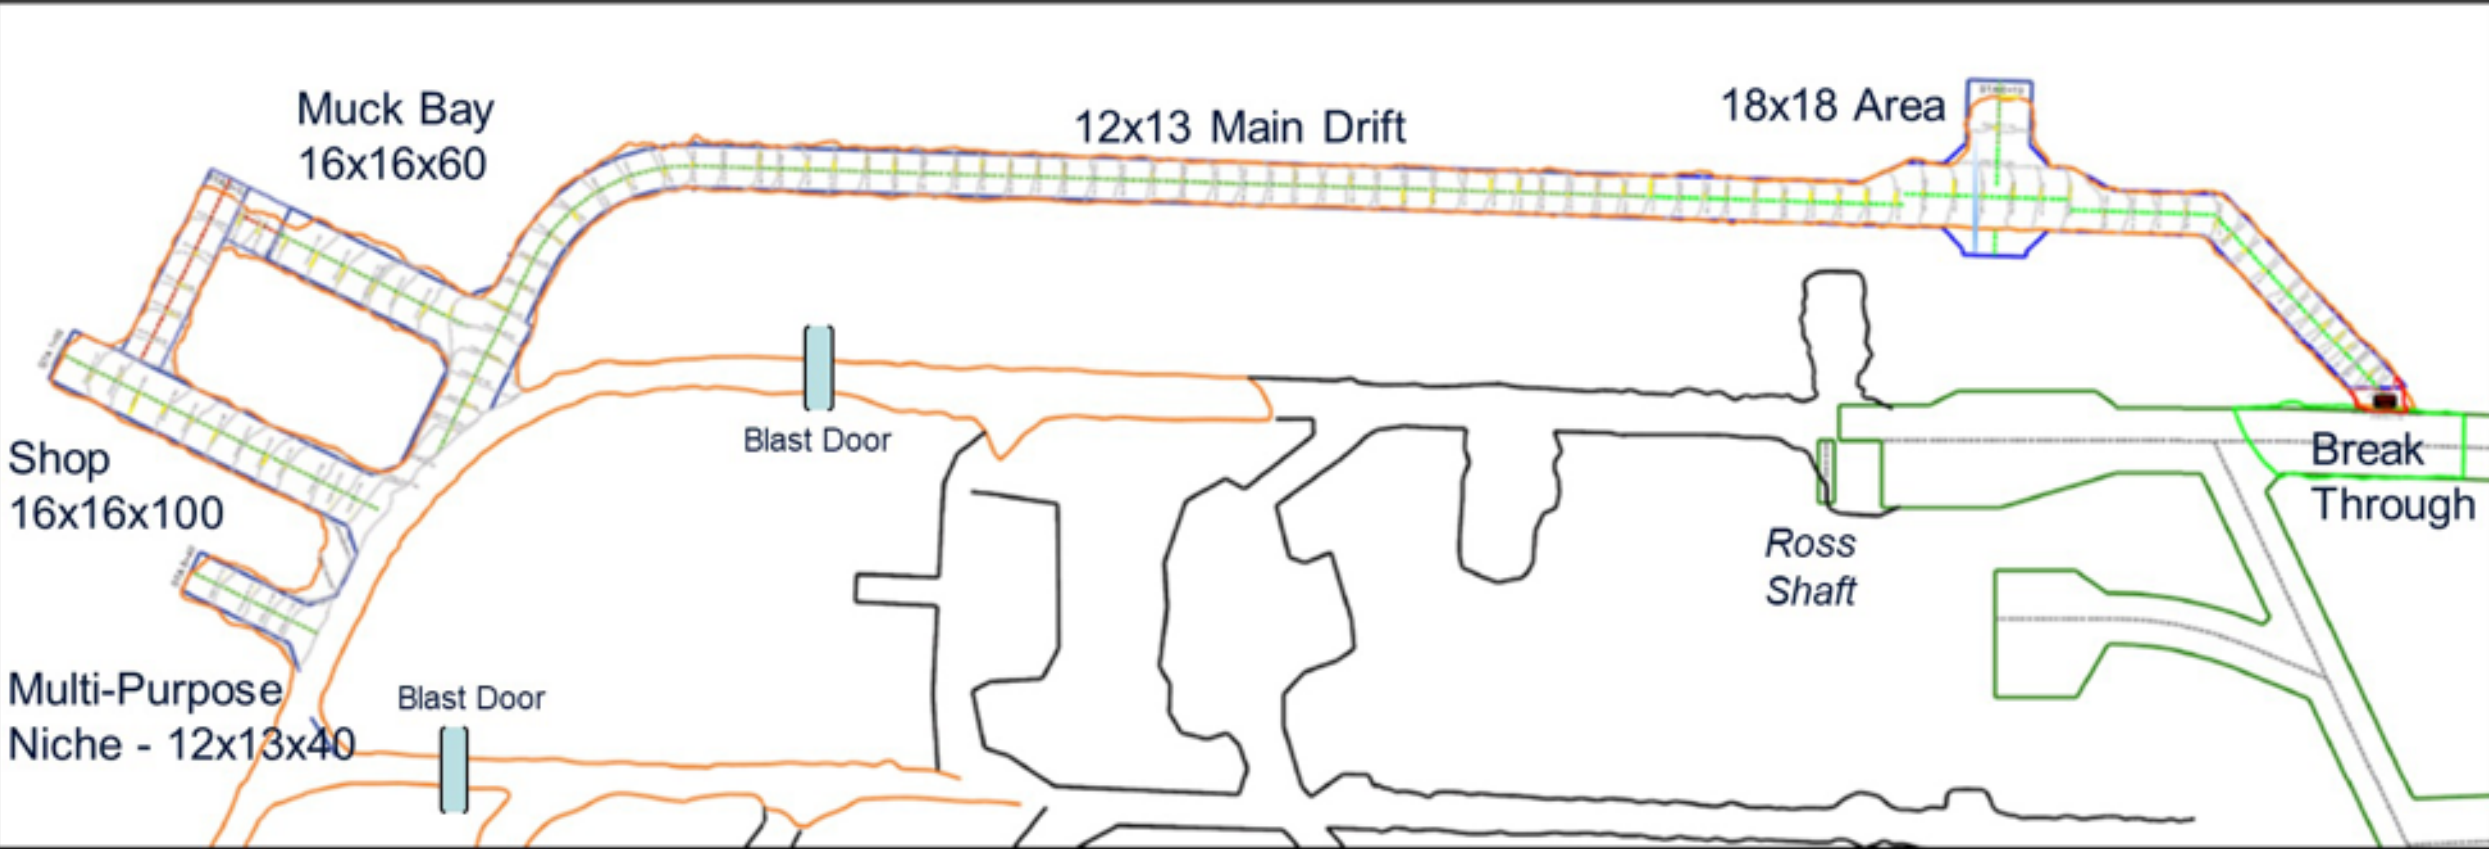 Muck Bay
16x16x60
12x13 Main Drift
18x18 Area
Blast Door
Shop
16x16x100
Break
Through
Ross
Shaft
Multi-Purpose
Niche - 12x13x40
Blast Door